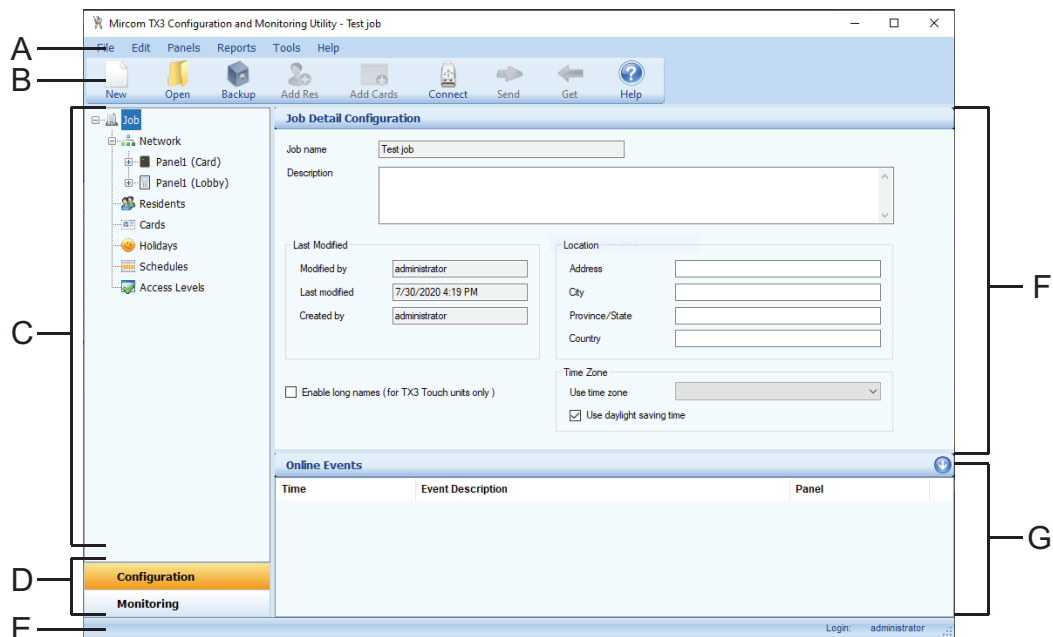 Mircom TX3 Configuration and Monitoring Utility - Test job
A
File Edit Panels Reports Tools Help
B
New Open Backup Add Res Add Cards Connect Send Get Help
C
Job
Network
Panel1 (Card)
Panel1 (Lobby)
Residents
Cards
Holidays
Schedules
Access Levels
D
Configuration
Monitoring
E
Job Detail Configuration
Job name Test job
Description
Last Modified
Modified by administrator
Last modified 7/30/2020 4:19 PM
Created by administrator
Location
Address
City
Province/State
Country
Enable long names (for TX3 Touch units only )
Time Zone
Use time zone
Use daylight saving time
F
Online Events
Time Event Description Panel
G
Login: administrator